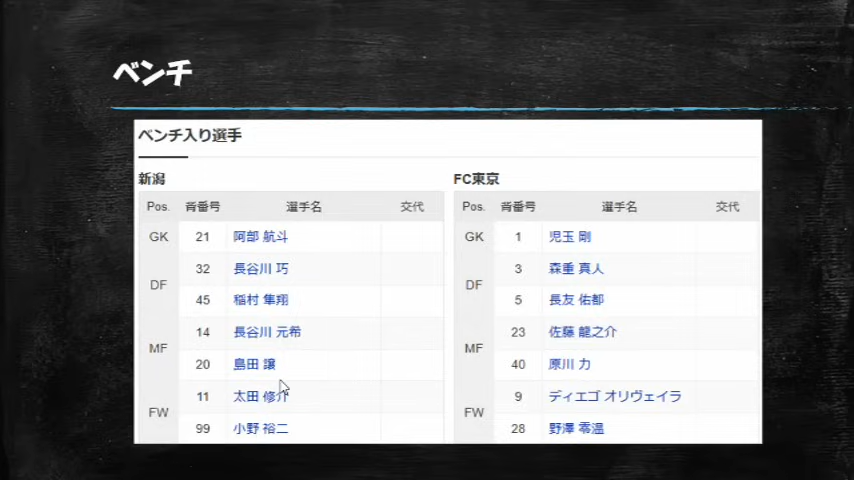 ベンチ
ベンチ入り選手
新潟
Pos. 背番号 選手名 交代
GK 21 阿部 航斗
DF 32 長谷川 巧
45 稲村 隼翔
MF 14 長谷川 元希
20 島田 譲
FW 11 太田 修介
99 小野 裕二
FC東京
Pos. 背番号 選手名 交代
GK 1 児玉 剛
DF 3 森重 真人
5 長友 佑都
MF 23 佐藤 龍之介
40 原川 力
FW 9 ディエゴ オリヴェイラ
28 野澤 零温